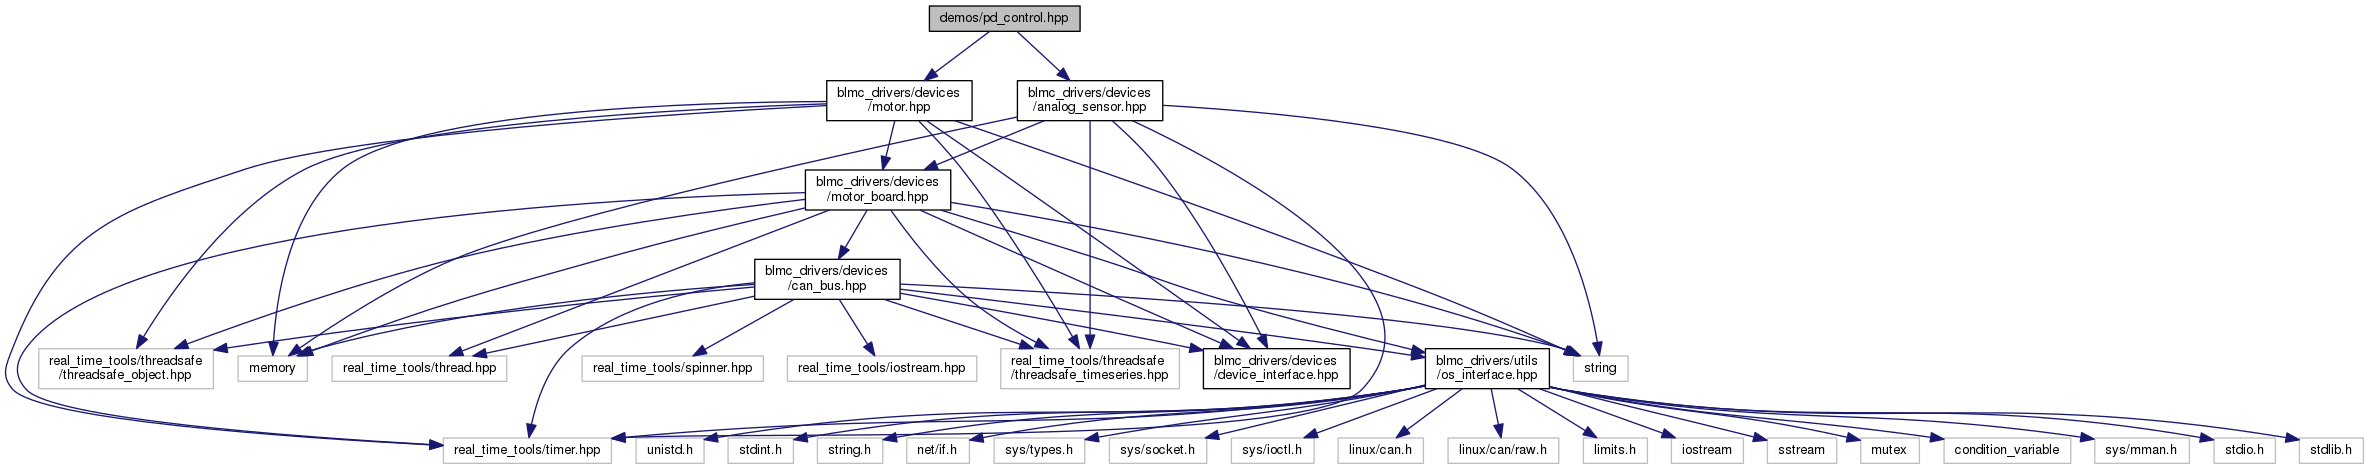 demos/pd_control.hpp
blmc_drivers/devices
/motor.hpp
blmc_drivers/devices
/analog_sensor.hpp
blmc_drivers/devices
/motor_board.hpp
blmc_drivers/devices
/can_bus.hpp
real_time_tools/threadsafe
/threadsafe_object.hpp
memory
real_time_tools/thread.hpp
real_time_tools/spinner.hpp
real_time_tools/iostream.hpp
real_time_tools/threadsafe
/threadsafe_timeseries.hpp
blmc_drivers/devices
/device_interface.hpp
blmc_drivers/utils
/os_interface.hpp
string
real_time_tools/timer.hpp
unistd.h
stdint.h
string.h
net/if.h
sys/types.h
sys/socket.h
sys/ioctl.h
linux/can.h
linux/can/raw.h
limits.h
iostream
sstream
mutex
condition_variable
sys/mman.h
stdio.h
stdlib.h